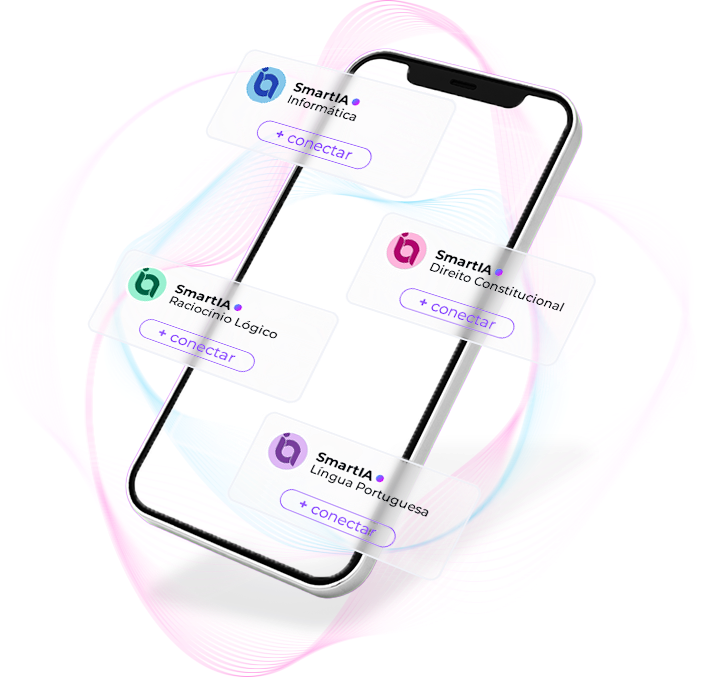 SmartIA
Informática
+ conectar
SmartIA
Direito Constitucional
+ conectar
SmartIA
Raciocínio Lógico
+ conectar
SmartIA
Língua Portuguesa
+ conectar